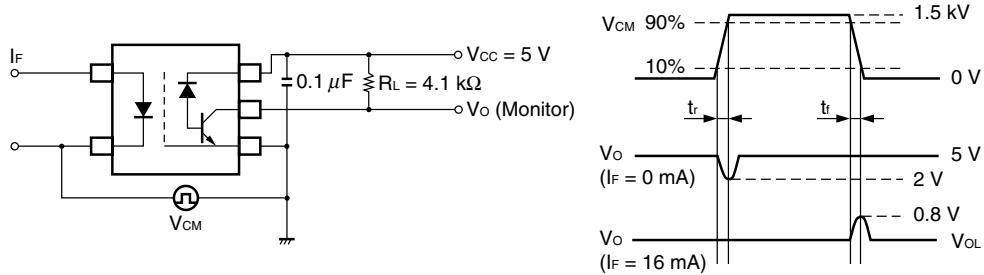 IF
VCC = 5 V
0.1 μF
RL = 4.1 kΩ
VO (Monitor)
VCM
VCM 90%
1.5 kV
10%
0 V
tr
tf
VO
(IF = 0 mA)
5 V
2 V
0.8 V
VO
(IF = 16 mA)
VOL